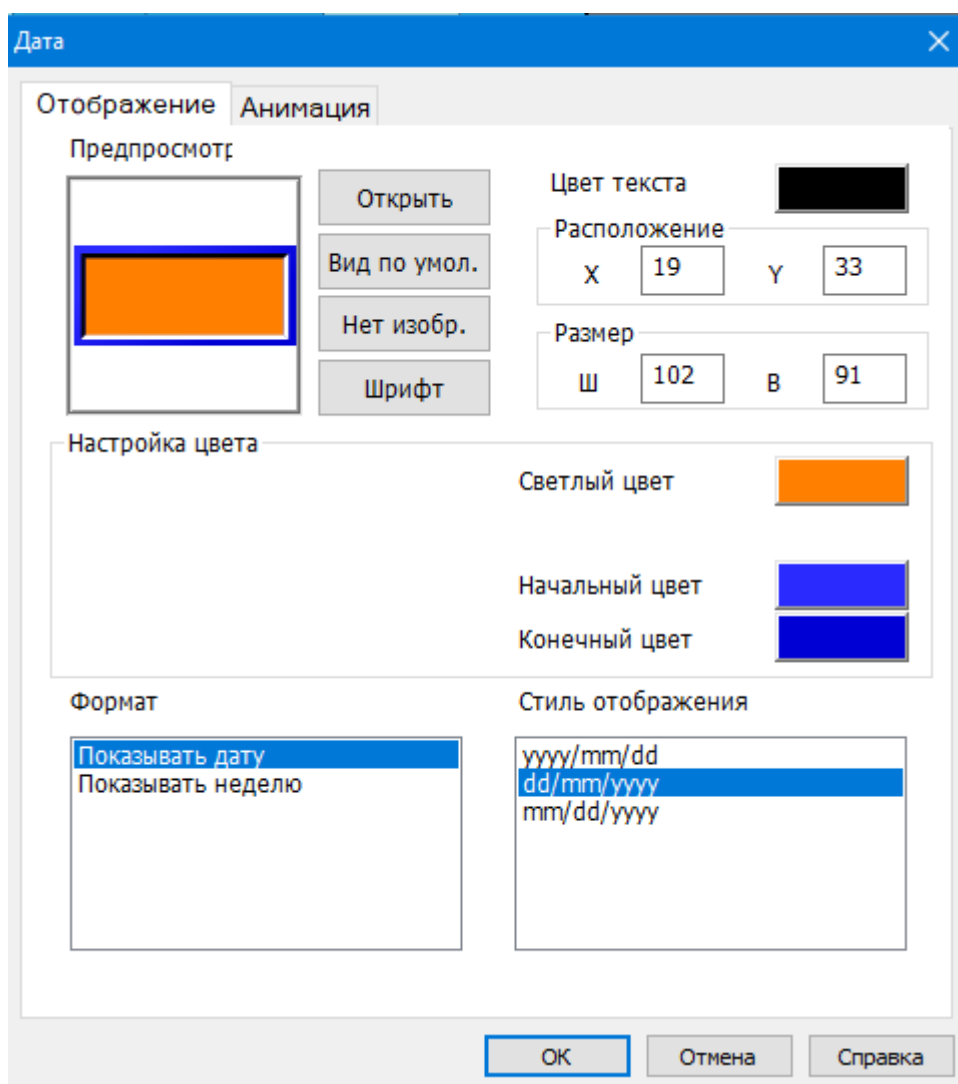 Дата
Отображение Анимация
Предпросмотр
Открыть
Вид по умол.
Нет изобр.
Шрифт
Цвет текста
Расположение
X 19 Y 33
Размер
Ш 102 В 91
Настройка цвета
Светлый цвет
Начальный цвет
Конечный цвет
Формат
Показывать дату
Показывать неделю
Стиль отображения
yyyy/mm/dd
dd/mm/yyyy
mm/dd/yyyy
OK Отмена Справка